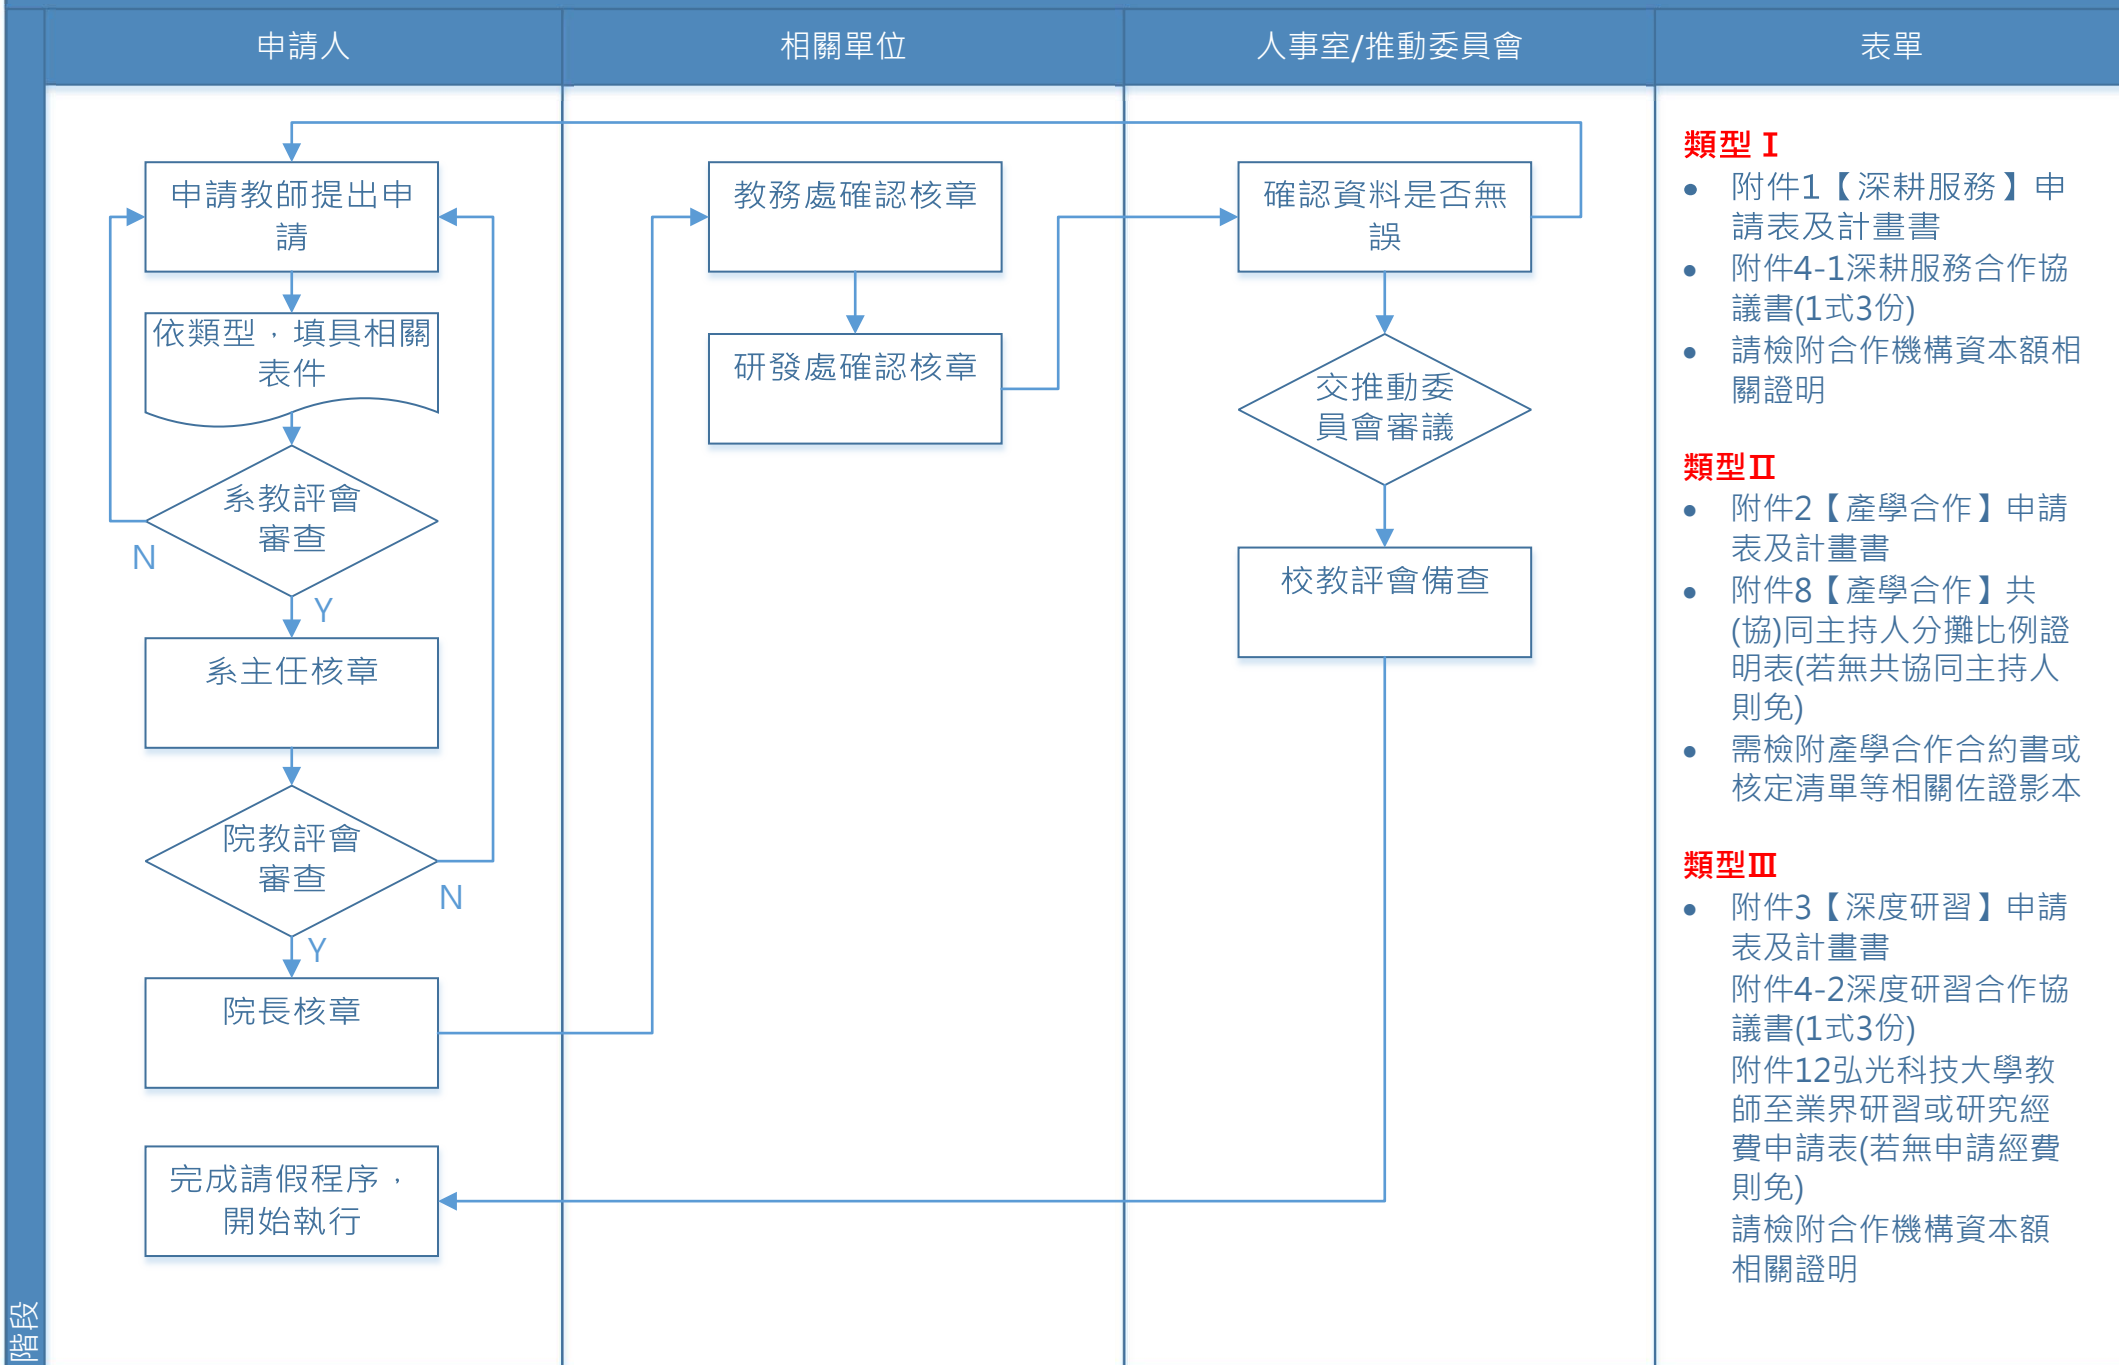 申請人
相關單位
人事室/推動委員會
表單
階段
申請教師提出申
請
依類型，填具相關
表件
系教評會
審查
N
Y
系主任核章
院教評會
審查
N
Y
院長核章
完成請假程序，
開始執行
教務處確認核章
研發處確認核章
確認資料是否無
誤
交推動委
員會審議
校教評會備查
類型Ⅰ
• 附件1【深耕服務】申
請表及計畫書
• 附件4-1深耕服務合作協
議書(1式3份)
• 請檢附合作機構資本額相
關證明
類型Ⅱ
• 附件2【產學合作】申請
表及計畫書
• 附件8【產學合作】共
(協)同主持人分攤比例證
明表(若無共協同主持人
則免)
• 需檢附產學合作合約書或
核定清單等相關佐證影本
類型Ⅲ
• 附件3【深度研習】申請
表及計畫書
附件4-2深度研習合作協
議書(1式3份)
附件12弘光科技大學教
師至業界研習或研究經
費申請表(若無申請經費
則免)
請檢附合作機構資本額
相關證明